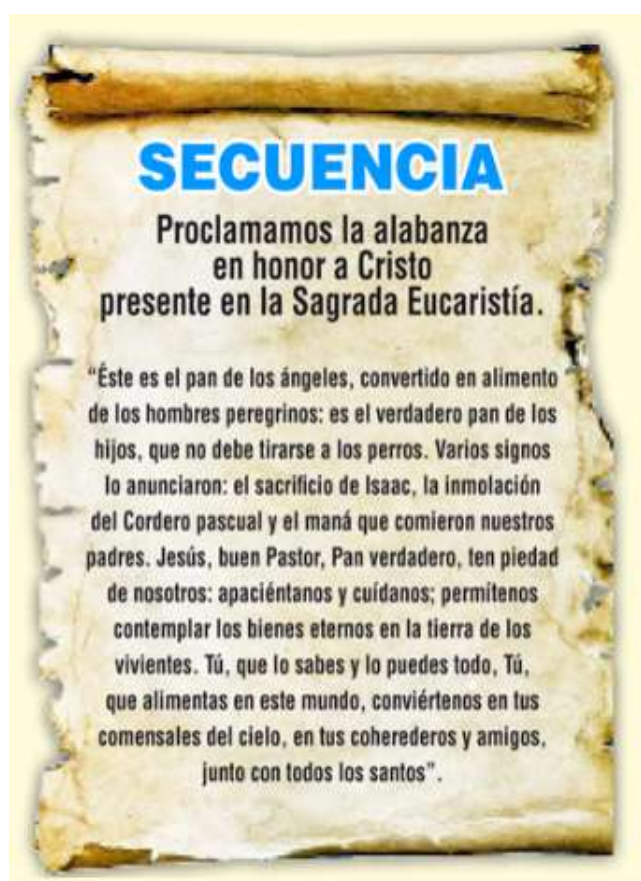 SECUENCIA
Proclamamos la alabanza
en honor a Cristo
presente en la Sagrada Eucaristía.
“Éste es el pan de los ángeles, convertido en alimento
de los hombres peregrinos: es el verdadero pan de los
hijos, que no debe tirarse a los perros. Varios signos
lo anunciaron: el sacrificio de Isaac, la inmolación
del Cordero pascual y el maná que comieron nuestros
padres. Jesús, buen Pastor, Pan verdadero, ten piedad
de nosotros: apaciéntanos y cuídanos; permítenos
contemplar los bienes eternos en la tierra de los
vivientes. Tú, que lo sabes y lo puedes todo, Tú,
que alimentas en este mundo, conviértenos en tus
comensales del cielo, en tus coherederos y amigos,
junto con todos los santos”.